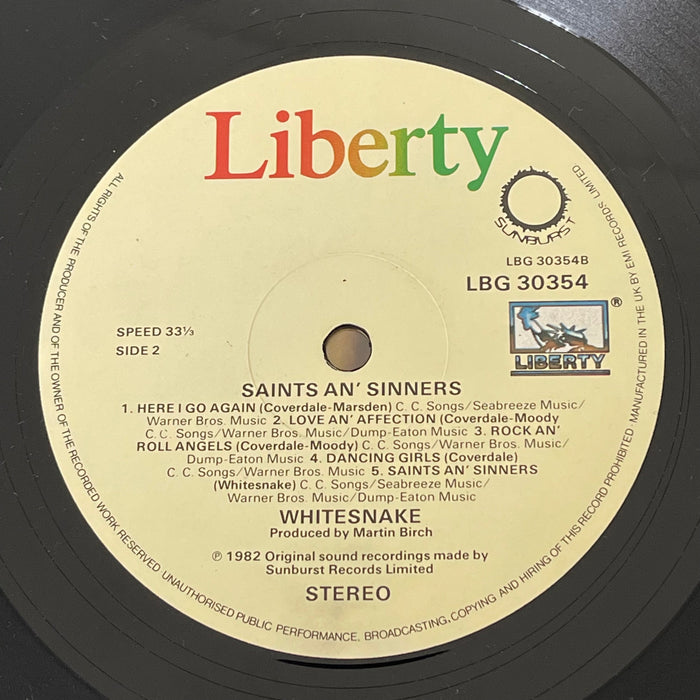 Liberty
SUNBURST
LBG 30354B
LBG 30354
®
LIBERTY
SPEED 33⅓
SIDE 2
SAINTS AN' SINNERS
1. HERE I GO AGAIN (Coverdale-Marsden) C. C. Songs/Seabreeze Music/
Warner Bros. Music 2. LOVE AN' AFFECTION (Coverdale-Moody
C. C. Songs/Warner Bros. Music/Dump-Eaton Music 3. ROCK AN'
ROLL ANGELS (Coverdale-Moody) C. C. Songs/Warner Bros. Music/
Dump-Eaton Music 4. DANCING GIRLS (Coverdale)
C. C. Songs/Warner Bros. Music 5. SAINTS AN' SINNERS
(Whitesnake) C. C. Songs/Seabreeze Music/
Warner Bros. Music/Dump-Eaton Music
WHITESNAKE
Produced by Martin Birch
℗ 1982 Original sound recordings made by
Sunburst Records Limited
STEREO
ALL RIGHTS OF THE PRODUCER AND OF THE OWNER OF THE RECORDED WORK RESERVED UNAUTHORISED PUBLIC PERFORMANCE, BROADCASTING, COPYING AND HIRING OF THIS RECORD PROHIBITED MANUFACTURED IN THE UK BY EMI RECORDS LIMITED